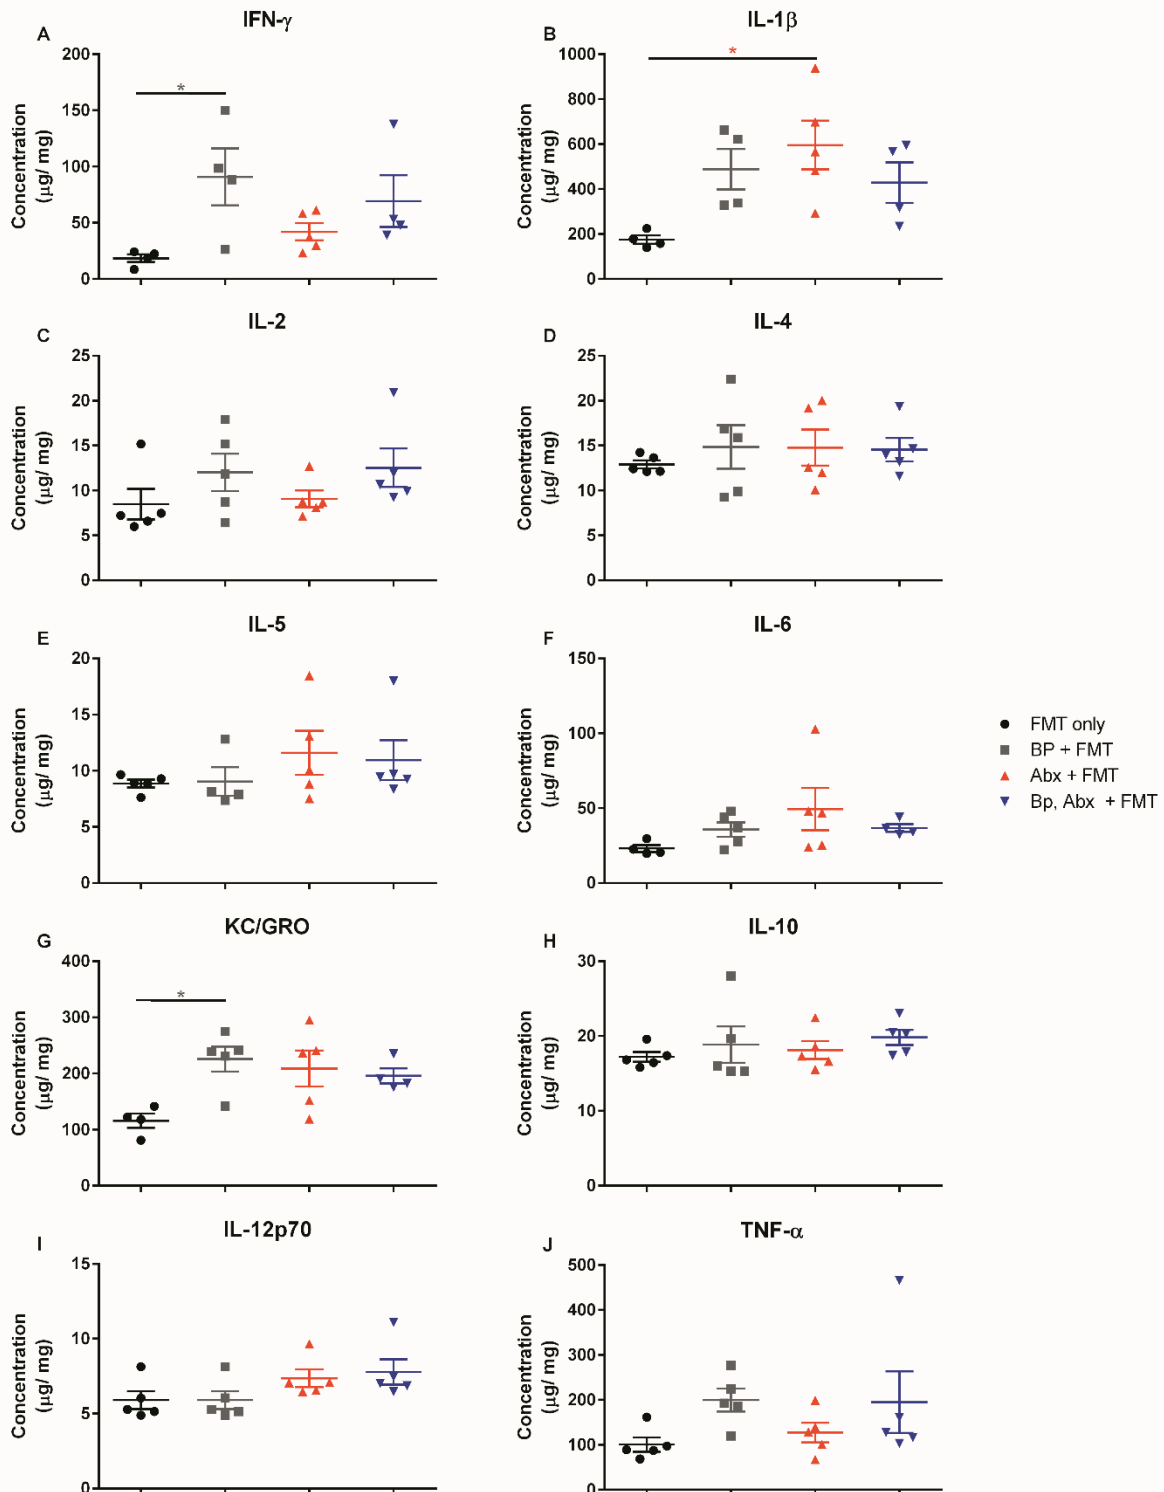 A IFN-γ
200
150
100
50
0
Concentration
(µg/ mg)
*
B IL-1β
1000
800
600
400
200
0
Concentration
(µg/ mg)
*
C IL-2
25
20
15
10
5
0
Concentration
(µg/ mg)
D IL-4
25
20
15
10
5
0
Concentration
(µg/ mg)
E IL-5
20
15
10
5
0
Concentration
(µg/ mg)
F IL-6
150
100
50
0
Concentration
(µg/ mg)
FMT only
BP + FMT
Abx + FMT
Bp, Abx + FMT
G KC/GRO
400
300
200
100
0
Concentration
(µg/ mg)
*
H IL-10
30
20
10
0
Concentration
(µg/ mg)
I IL-12p70
15
10
5
0
Concentration
(µg/ mg)
J TNF-α
500
400
300
200
100
0
Concentration
(µg/ mg)